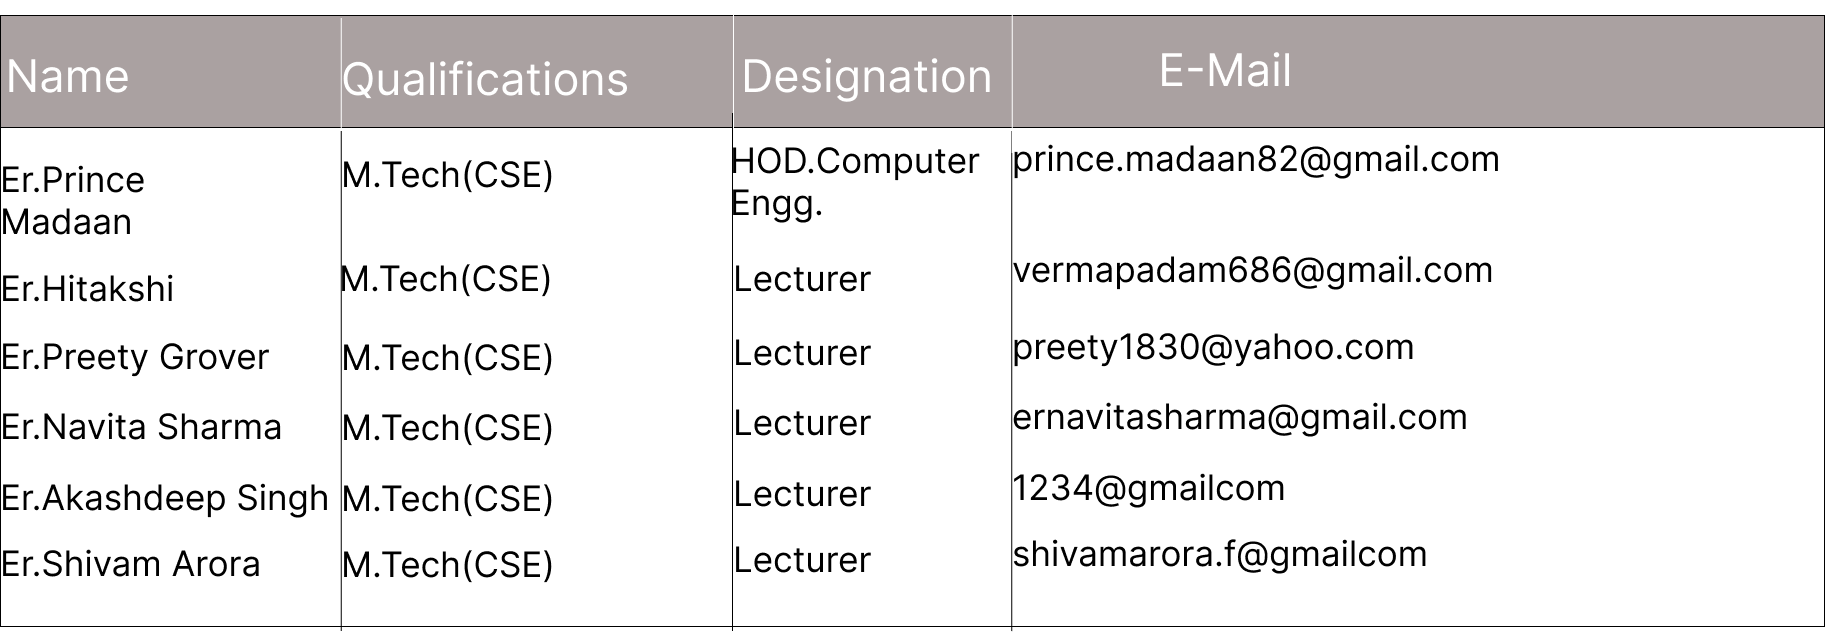 Name Qualifications Designation E-Mail
Er.Prince M.Tech(CSE) HOD.Computer prince.madaan82@gmail.com
Madaan Engg.
Er.Hitakshi M.Tech(CSE) Lecturer vermapadam686@gmail.com
Er.Preety Grover M.Tech(CSE) Lecturer preety1830@yahoo.com
Er.Navita Sharma M.Tech(CSE) Lecturer ernavitasharma@gmail.com
Er.Akashdeep Singh M.Tech(CSE) Lecturer 1234@gmailcom
Er.Shivam Arora M.Tech(CSE) Lecturer shivamarora.f@gmailcom